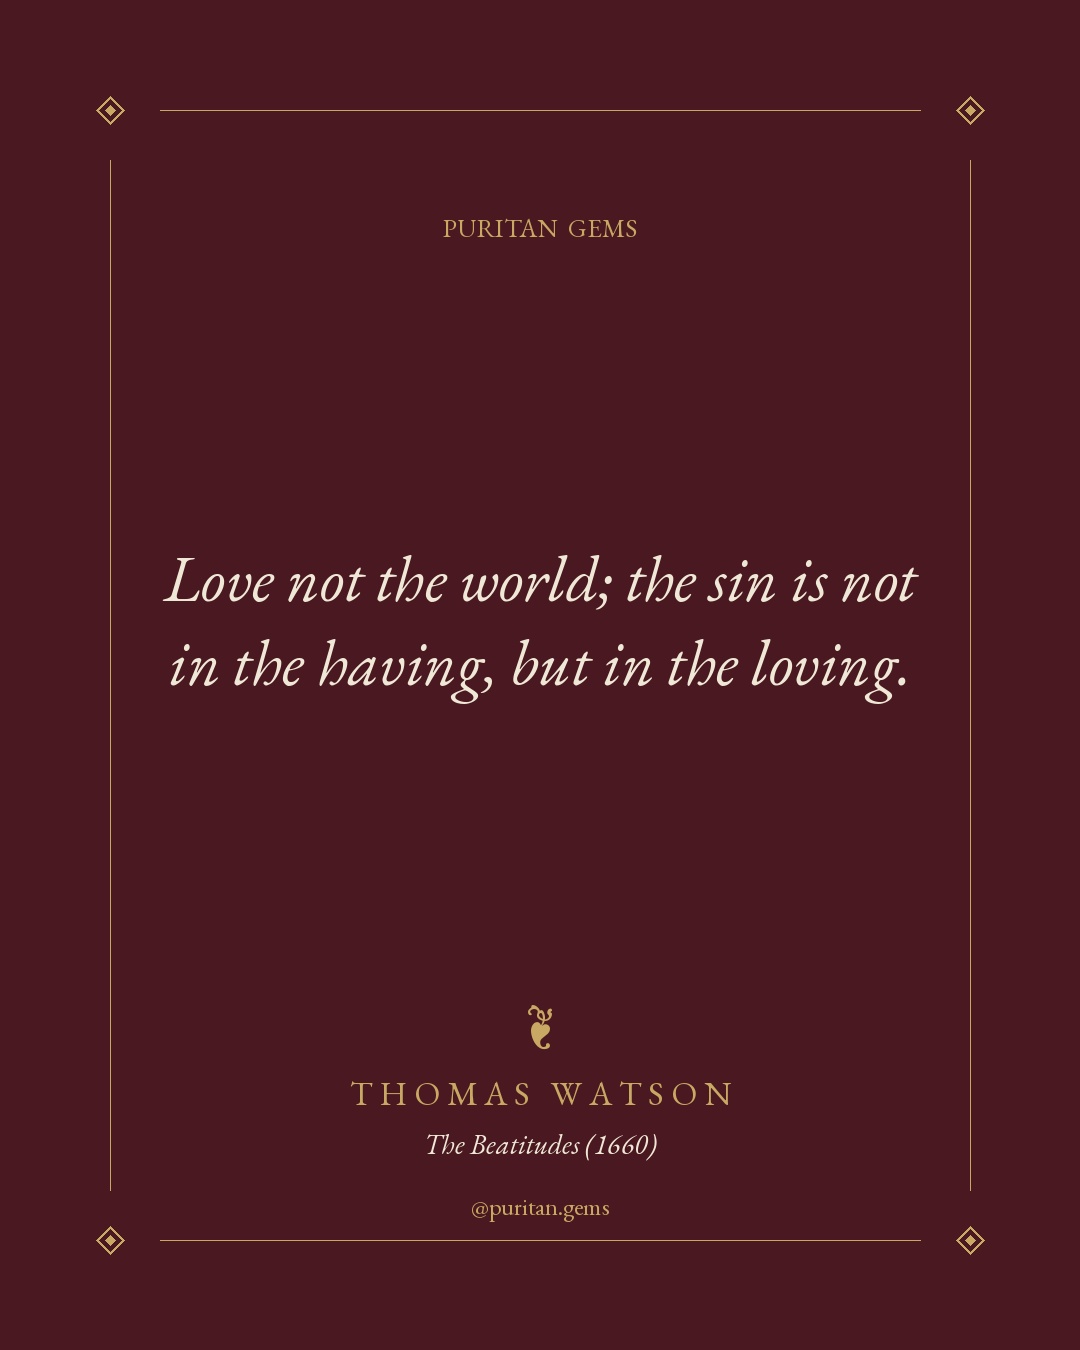 PURITAN GEMS
Love not the world; the sin is not
in the having, but in the loving.
THOMAS WATSON
The Beatitudes (1660)
@puritan.gems